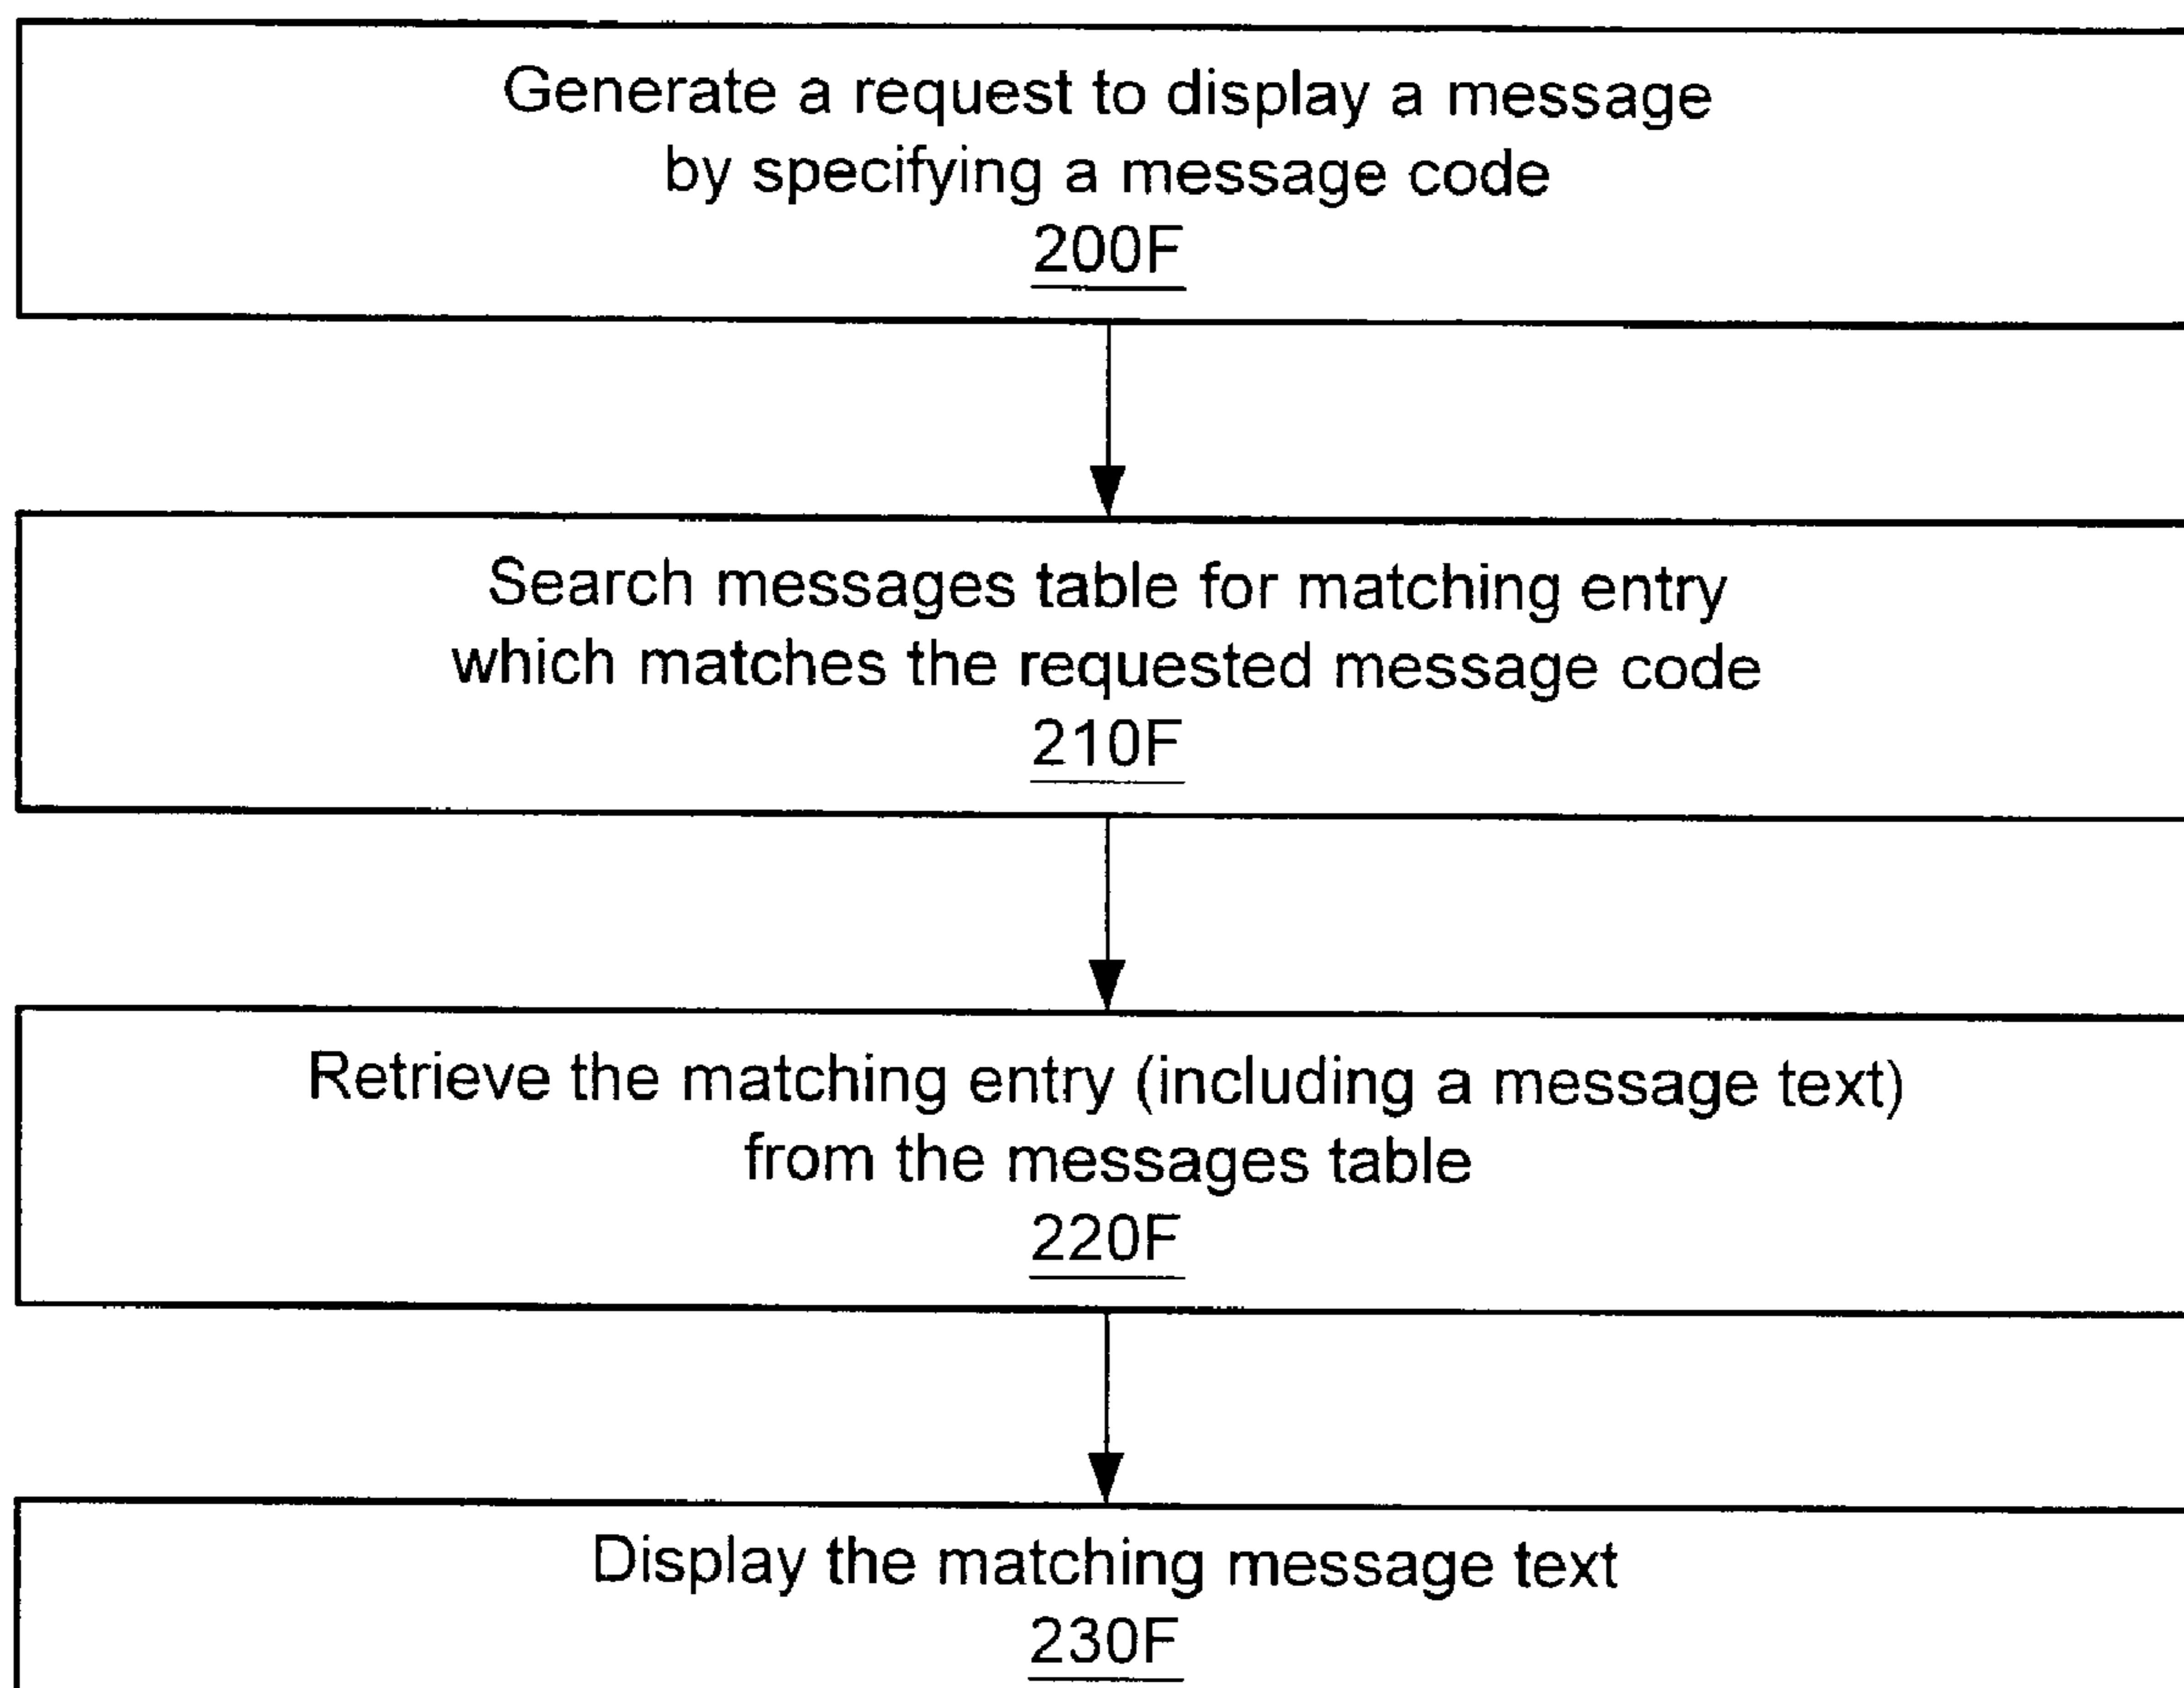 Generate a request to display a message
by specifying a message code
200F
Search messages table for matching entry
which matches the requested message code
210F
Retrieve the matching entry (including a message text)
from the messages table
220F
Display the matching message text
230F